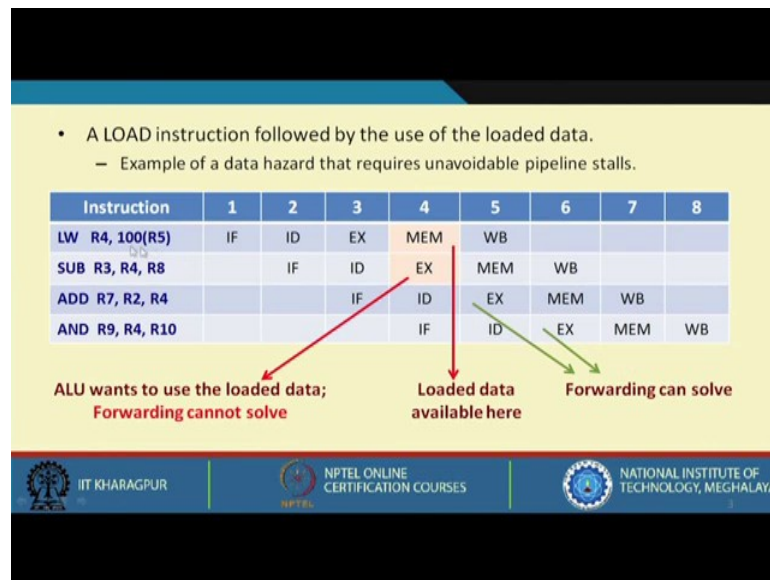 • A LOAD instruction followed by the use of the loaded data.
– Example of a data hazard that requires unavoidable pipeline stalls.
Instruction 1 2 3 4 5 6 7 8
LW R4, 100(R5) IF ID EX MEM WB
SUB R3, R4, R8 IF ID EX MEM WB
ADD R7, R2, R4 IF ID EX MEM WB
AND R9, R4, R10 IF ID EX MEM WB
ALU wants to use the loaded data;
Forwarding cannot solve
Loaded data
available here
Forwarding can solve
IIT KHARAGPUR
NPTEL
NPTEL ONLINE
CERTIFICATION COURSES
NATIONAL INSTITUTE OF
TECHNOLOGY, MEGHALAYA
3